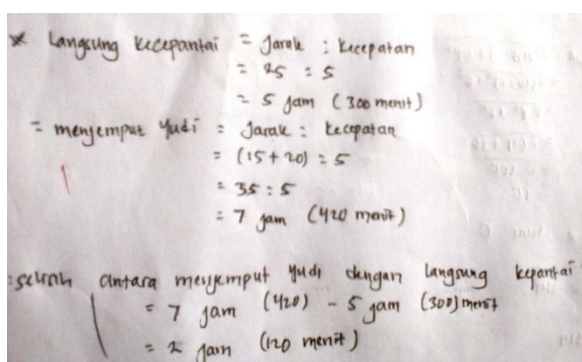 * Langsung kecepantai = Jarak : kecepatan
= 25 : 5
= 5 jam (300 menit)
= menjemput yudi = Jarak : kecepatan
= (15 + 20) : 5
= 35 : 5
= 7 jam (420 menit)
: selisih antara menjemput yudi dengan langsung kepantai
= 7 jam (420) - 5 jam (300) menit
= 2 jam (120 menit)